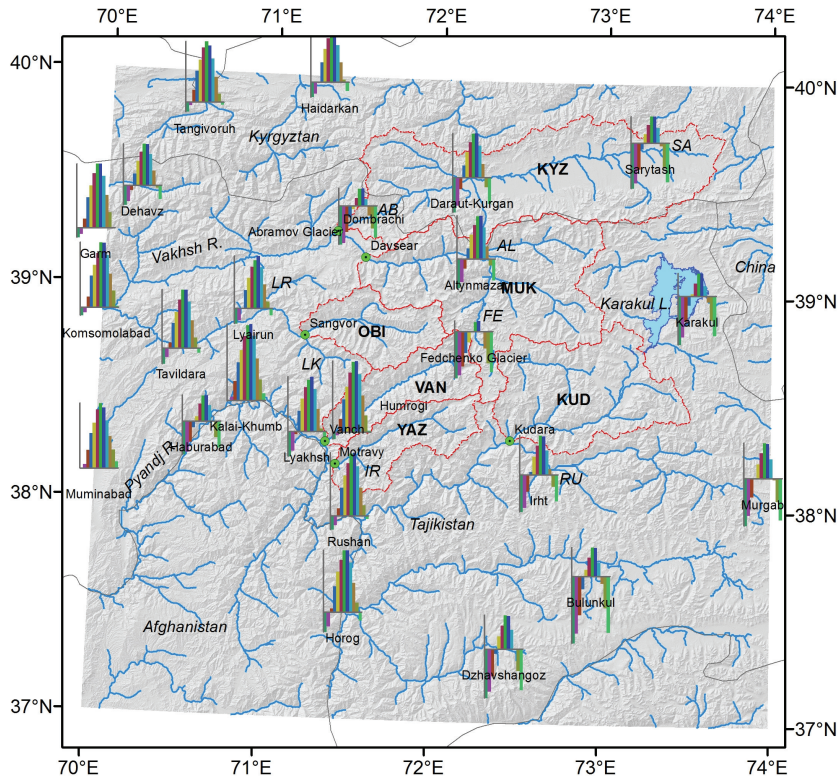 70°E 71°E 72°E 73°E 74°E
40°N
40°N
Haidarkan
Tangivoruh
Kyrgyztan
SA
KYZ
Sarytash
Daraut-Kurgan
Dehavz
AB
Dombrachi
Abramov Glacier
Garm
Vakhsh R.
Davsear
AL
39°N
China
LR
Altynmazar
MUK
Karakul L.
39°N
Komsomolabad
FE
Sangvor
OBI
Karakul
Lyairun
Tavildara
Fedchenko Glacier
LK
VAN
KUD
Humrogi
Kalai-Khumb
YAZ
Vanch
Kudara
Haburabad
Lyakhsh
Motravy
Pyandj R.
IR
RU
38°N
Muminabad
Irht
Murgab
38°N
Tajikistan
Rushan
Bulunkul
Afghanistan
Horog
Dzhavshangoz
37°N
37°N
70°E 71°E 72°E 73°E 74°E